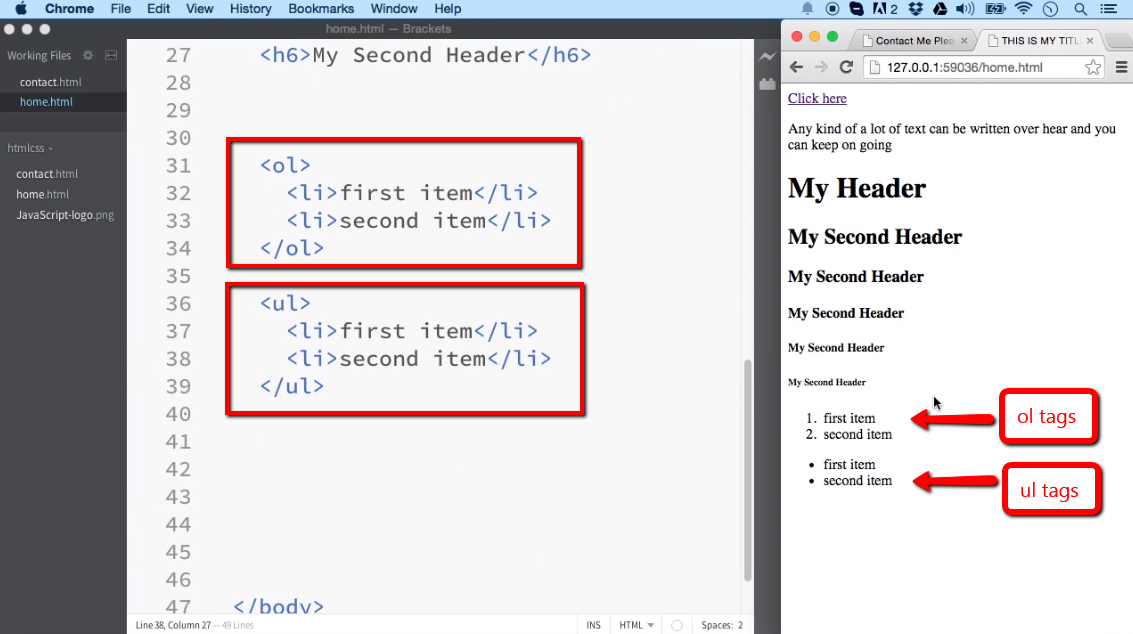 Chrome File Edit View History Bookmarks Window Help 2
home.html — Brackets
Working Files
contact.html
home.html
htmlcss
contact.html
home.html
JavaScript-logo.png
27 <h6>My Second Header</h6>
28
29
30
31 <ol>
32 <li>first item</li>
33 <li>second item</li>
34 </ol>
35
36 <ul>
37 <li>first item</li>
38 <li>second item</li>
39 </ul>
40
41
42
43
44
45
46
47 </body>
Line 38, Column 27 — 49 Lines INS HTML Spaces: 2
Contact Me Plea THIS IS MY TITL
127.0.0.1:59036/home.html
Click here
Any kind of a lot of text can be written over hear and you
can keep on going
My Header
My Second Header
My Second Header
My Second Header
My Second Header
My Second Header
1. first item
2. second item
ol tags
• first item
• second item
ul tags